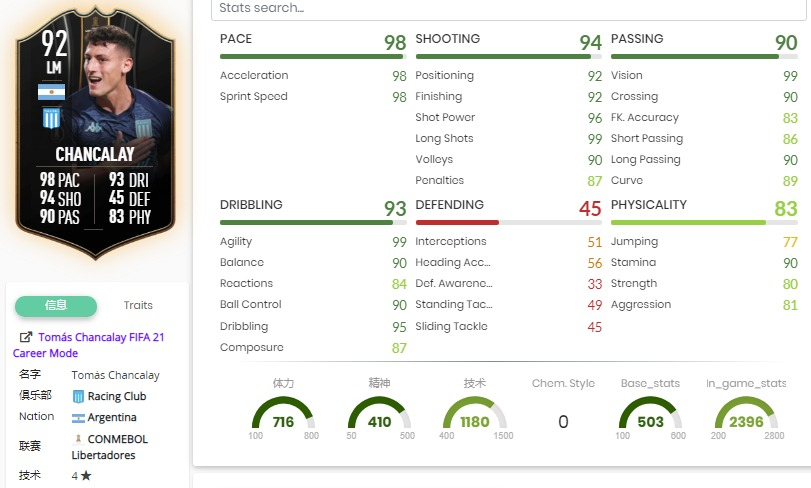 92
LM
CHANCALAY
98 PAC 93 DRI
94 SHO 45 DEF
90 PAS 83 PHY
信息 Traits
Tomás Chancalay FIFA 21
Career Mode
名字 Tomás Chancalay
俱乐部 Racing Club
Nation Argentina
联赛 CONMEBOL
Libertadores
技术 4 ★
Stats search...
PACE 98
Acceleration 98
Sprint Speed 98
SHOOTING 94
Positioning 92
Finishing 92
Shot Power 96
Long Shots 99
Volleys 90
Penalties 87
PASSING 90
Vision 99
Crossing 90
FK. Accuracy 83
Short Passing 86
Long Passing 90
Curve 89
DRIBBLING 93
Agility 99
Balance 90
Reactions 84
Ball Control 90
Dribbling 95
Composure 87
DEFENDING 45
Interceptions 51
Heading Acc... 56
Def. Awarene... 33
Standing Tac... 49
Sliding Tackle 45
PHYSICALITY 83
Jumping 77
Stamina 90
Strength 80
Aggression 81
体力 精神 技术 Chem. Style Base_stats In_game_stats
716 410 1180 0 503 2396
100 800 50 500 400 1500 100 600 200 2800